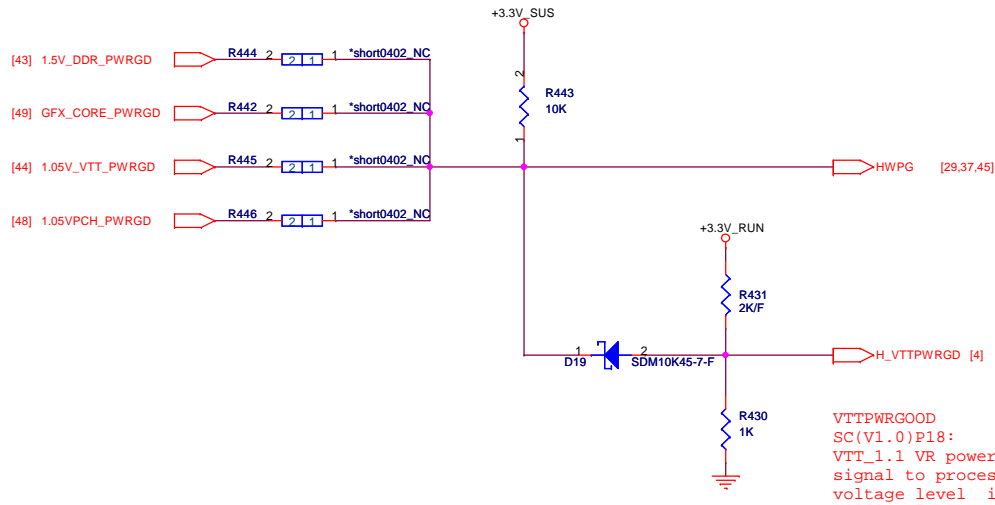 +3.3V_SUS
[43] 1.5V_DDR_PWRGD R444 2 2 1 1 *short0402_NC
2 R443
10K
1
[49] GFX_CORE_PWRGD R442 2 2 1 1 *short0402_NC
[44] 1.05V_VTT_PWRGD R445 2 2 1 1 *short0402_NC
HWPG [29,37,45]
[48] 1.05VPCH_PWRGD R446 2 2 1 1 *short0402_NC
+3.3V_RUN
R431
2K/F
1 2
D19 SDM10K45-7-F
H_VTTPWRGD [4]
R430
1K
VTTPWRGOOD
SC(V1.0)P18:
VTT_1.1 VR power
signal to proces
voltage level i